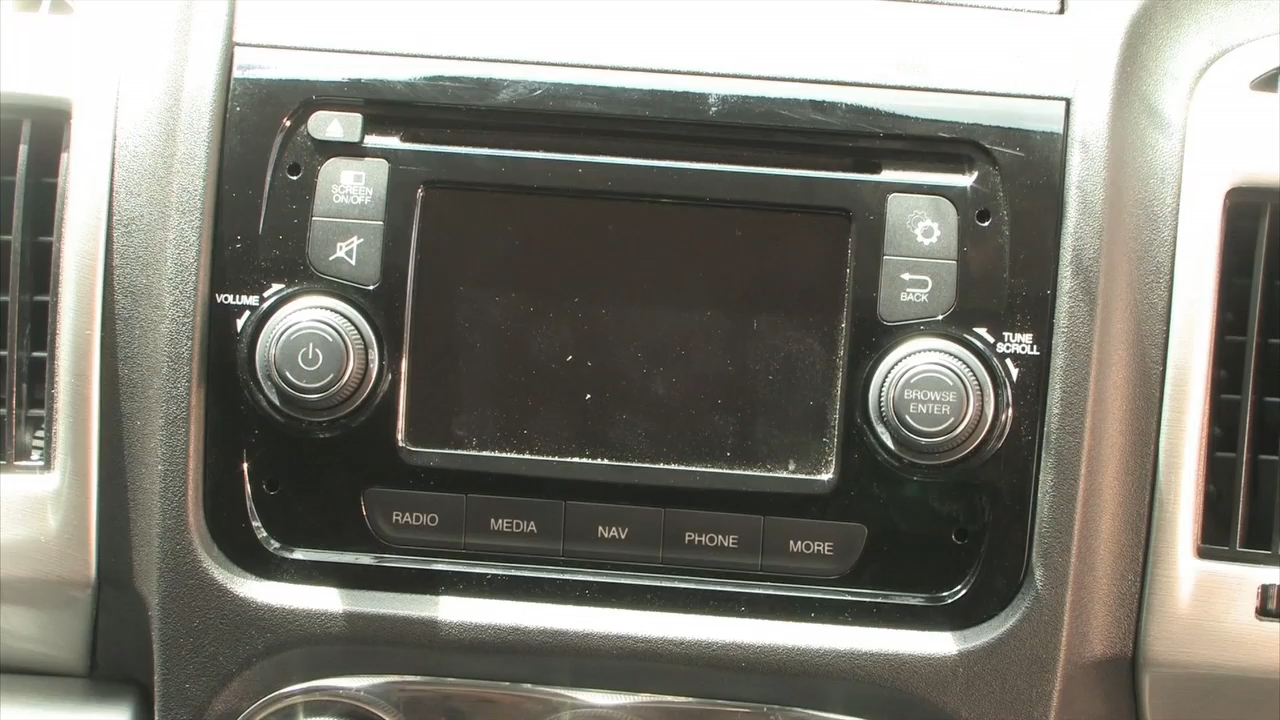 SCREEN
ON/OFF
VOLUME
BACK
TUNE
SCROLL
BROWSE
ENTER
RADIO
MEDIA
NAV
PHONE
MORE